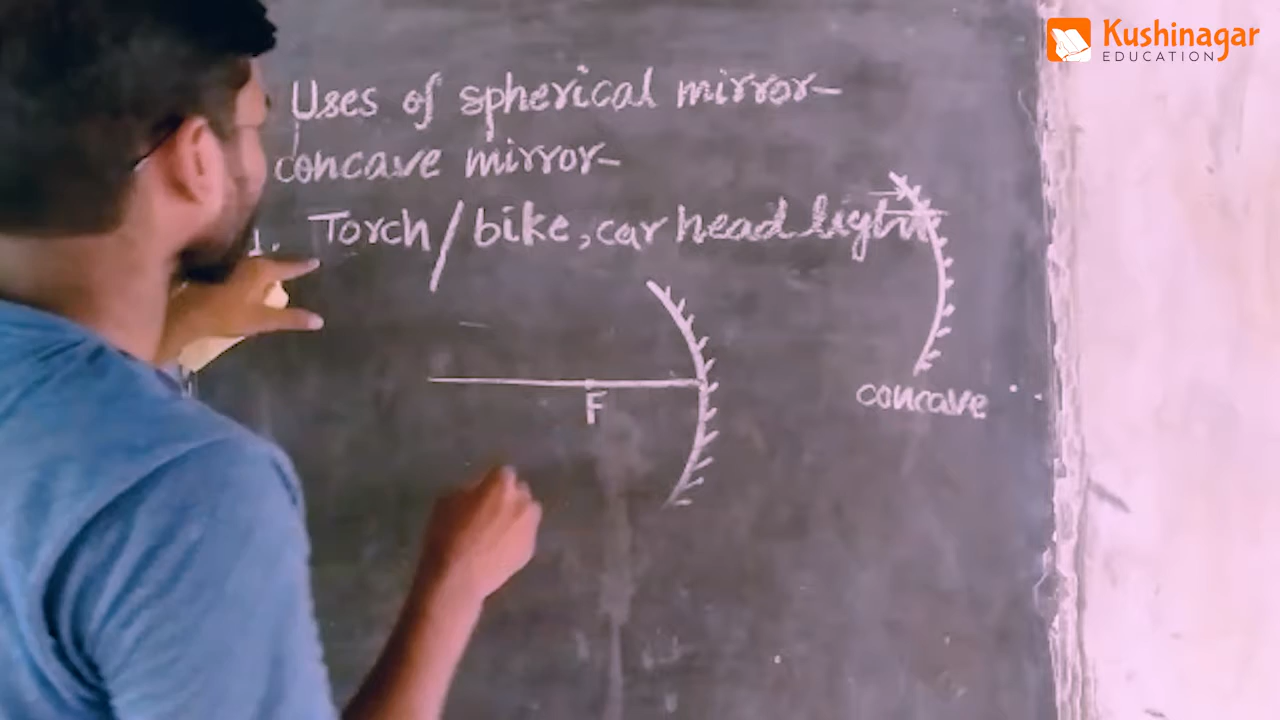 Kushinagar
EDUCATION
Uses of spherical mirror-
concave mirror-
1. Torch/bike, car head light
F
concave